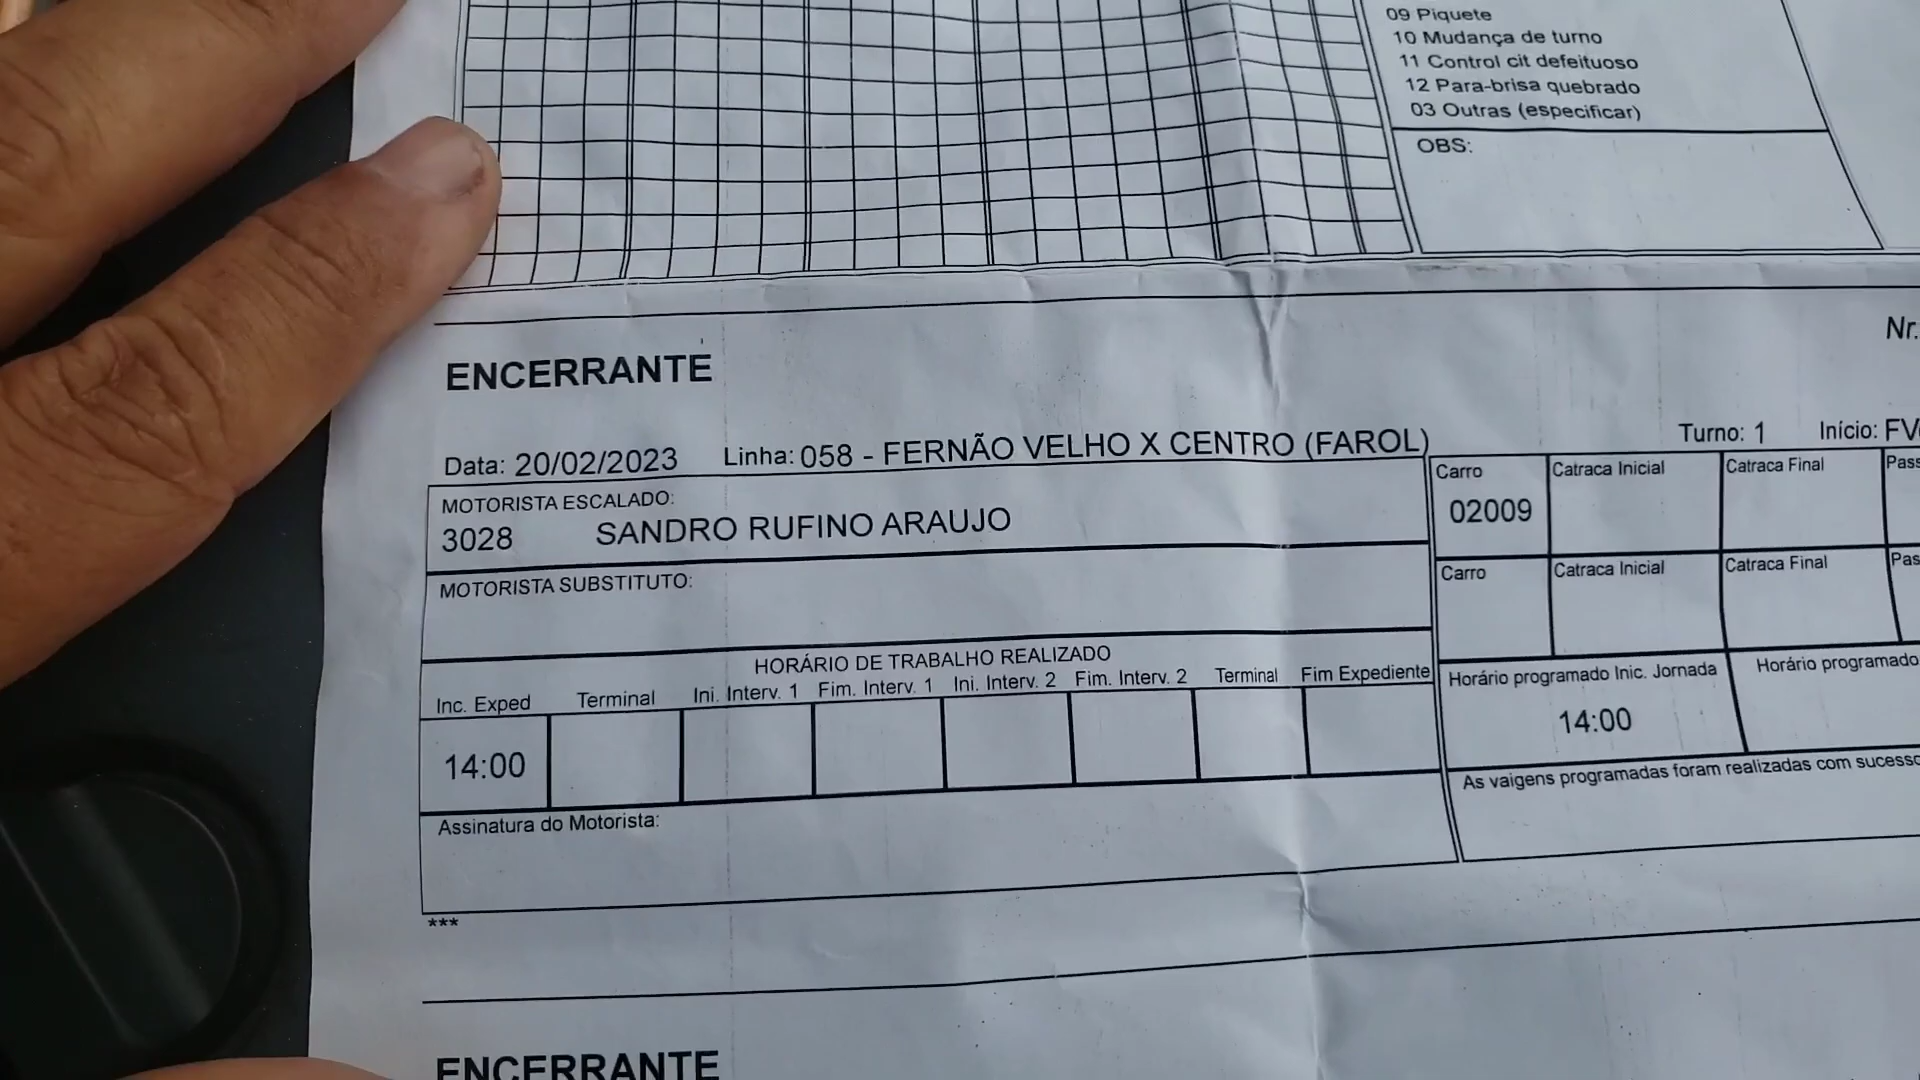 09 Piquete
10 Mudança de turno
11 Control cit defeituoso
12 Para-brisa quebrado
03 Outras (especificar)
OBS:
Nr.
ENCERRANTE
Data: 20/02/2023 Linha: 058 - FERNÃO VELHO X CENTRO (FAROL) Turno: 1 Início: FV
MOTORISTA ESCALADO:
3028 SANDRO RUFINO ARAUJO
Carro Catraca Inicial Catraca Final Pass
02009
MOTORISTA SUBSTITUTO:
Carro Catraca Inicial Catraca Final Pas
HORÁRIO DE TRABALHO REALIZADO
Inc. Exped Terminal Ini. Interv. 1 Fim. Interv. 1 Ini. Interv. 2 Fim. Interv. 2 Terminal Fim Expediente
14:00
Horário programado Inic. Jornada Horário programado
14:00
As vaigens programadas foram realizadas com sucesso
Assinatura do Motorista:
***
ENCERRANTE